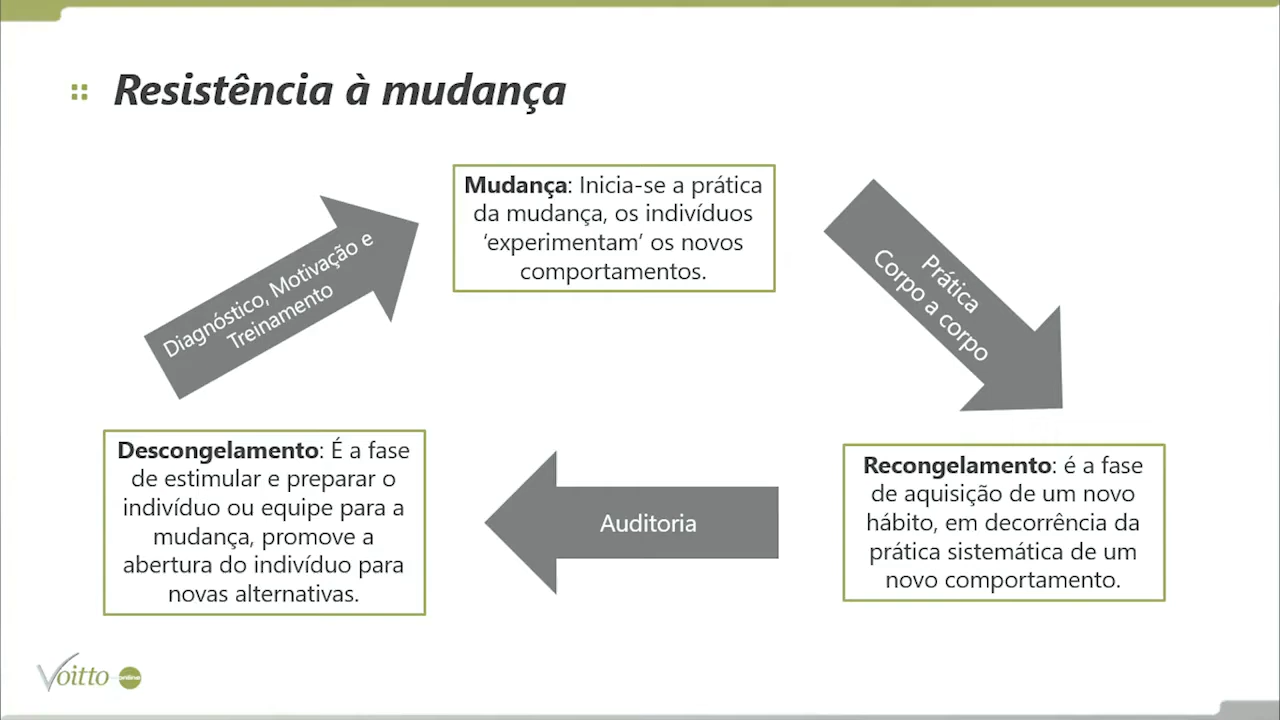 Resistência à mudança
Mudança: Inicia-se a prática
da mudança, os indivíduos
‘experimentam’ os novos
comportamentos.
Diagnóstico, Motivação e
Treinamento
Prática
Corpo a corpo
Descongelamento: É a fase
de estimular e preparar o
indivíduo ou equipe para a
mudança, promove a
abertura do indivíduo para
novas alternativas.
Auditoria
Recongelamento: é a fase
de aquisição de um novo
hábito, em decorrência da
prática sistemática de um
novo comportamento.
Voitto online